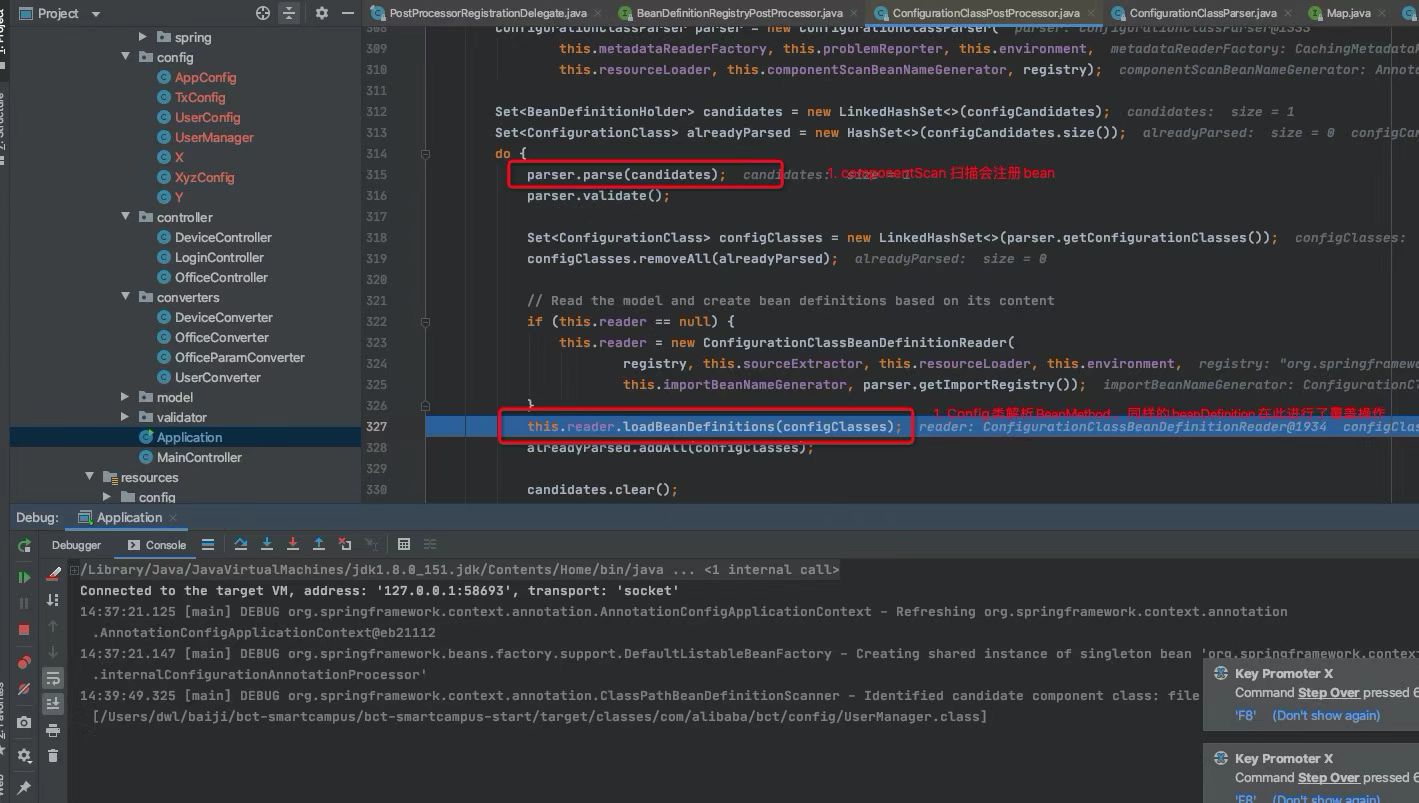 Project
PostProcessorRegistrationDelegate.java
BeanDefinitionRegistryPostProcessor.java
ConfigurationClassPostProcessor.java
ConfigurationClassParser.java
Map.java
spring
config
AppConfig
TxConfig
UserConfig
UserManager
X
XyzConfig
Y
controller
DeviceController
LoginController
OfficeController
converters
DeviceConverter
OfficeConverter
OfficeParamConverter
UserConverter
model
validator
Application
MainController
resources
config
308 ConfigurationClassParser parser = new ConfigurationClassParser( parser: ConfigurationClassParser@1933
309 this.metadataReaderFactory, this.problemReporter, this.environment, metadataReaderFactory: CachingMetadataR
310 this.resourceLoader, this.componentScanBeanNameGenerator, registry); componentScanBeanNameGenerator: Annota
311
312 Set<BeanDefinitionHolder> candidates = new LinkedHashSet<>(configCandidates); candidates: size = 1
313 Set<ConfigurationClass> alreadyParsed = new HashSet<>(configCandidates.size()); alreadyParsed: size = 0 configCan
314 do {
315 parser.parse(candidates); candidates: size = 1
1. componentScan 扫描会注册 bean
316 parser.validate();
317
318 Set<ConfigurationClass> configClasses = new LinkedHashSet<>(parser.getConfigurationClasses()); configClasses:
319 configClasses.removeAll(alreadyParsed); alreadyParsed: size = 0
320
321 // Read the model and create bean definitions based on its content
322 if (this.reader == null) {
323 this.reader = new ConfigurationClassBeanDefinitionReader(
324 registry, this.sourceExtractor, this.resourceLoader, this.environment, registry: "org.springframewo
325 this.importBeanNameGenerator, parser.getImportRegistry()); importBeanNameGenerator: ConfigurationCl
326 }
1. Config类解析 BeanMethod， 同样的 beanDefinition 在此进行了覆盖操作
327 this.reader.loadBeanDefinitions(configClasses); reader: ConfigurationClassBeanDefinitionReader@1934 configClas
328 alreadyParsed.addAll(configClasses);
329
330 candidates.clear();
Debug:
Application
Debugger
Console
/Library/Java/JavaVirtualMachines/jdk1.8.0_151.jdk/Contents/Home/bin/java ... <1 internal call>
Connected to the target VM, address: '127.0.0.1:58693', transport: 'socket'
14:37:21.125 [main] DEBUG org.springframework.context.annotation.AnnotationConfigApplicationContext - Refreshing org.springframework.context.annotation
.AnnotationConfigApplicationContext@eb21112
14:37:21.147 [main] DEBUG org.springframework.beans.factory.support.DefaultListableBeanFactory - Creating shared instance of singleton bean 'org.springframework.context
.internalConfigurationAnnotationProcessor'
14:39:49.325 [main] DEBUG org.springframework.context.annotation.ClassPathBeanDefinitionScanner - Identified candidate component class: file
[/Users/dwl/baiji/bct-smartcampus/bct-smartcampus-start/target/classes/com/alibaba/bct/config/UserManager.class]
Key Promoter X
Command Step Over pressed 6
'F8' (Don't show again)
Key Promoter X
Command Step Over pressed 6
'F8' (Don't show again)